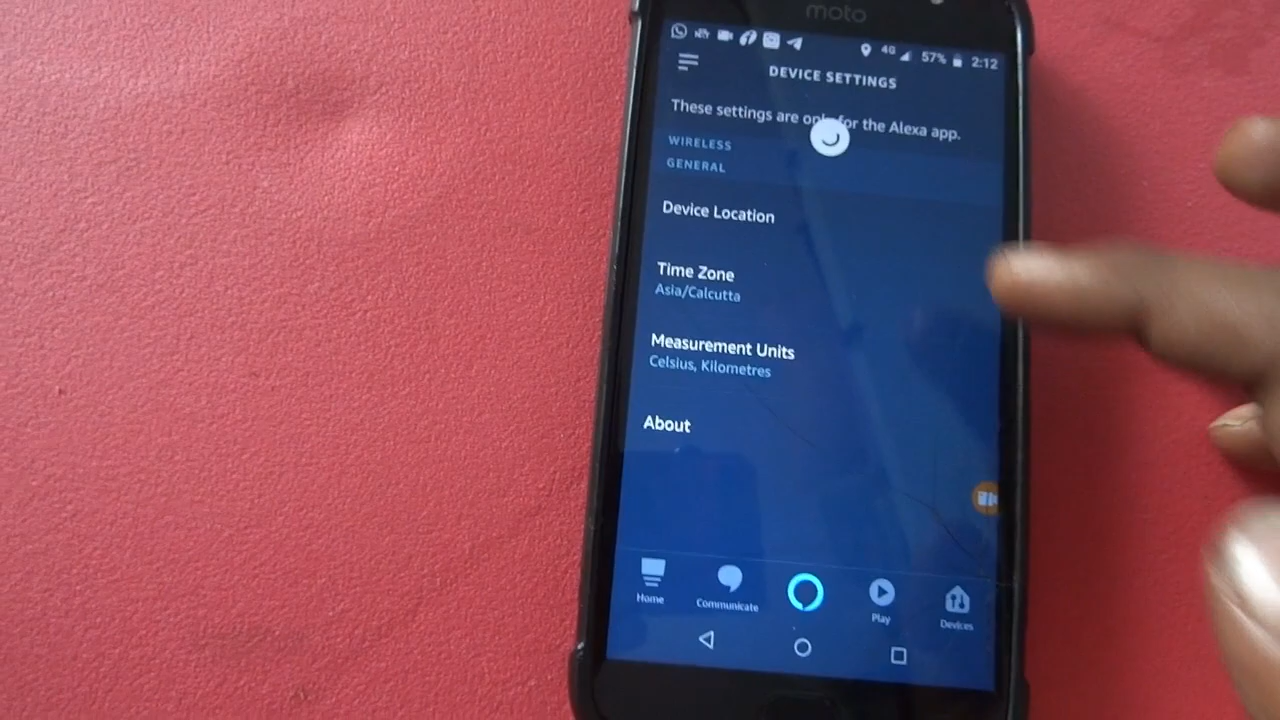 moto
4G 57% 2:12
DEVICE SETTINGS
These settings are only for the Alexa app.
WIRELESS
GENERAL
Device Location
Time Zone
Asia/Calcutta
Measurement Units
Celsius, Kilometres
About
Home Communicate Play Devices